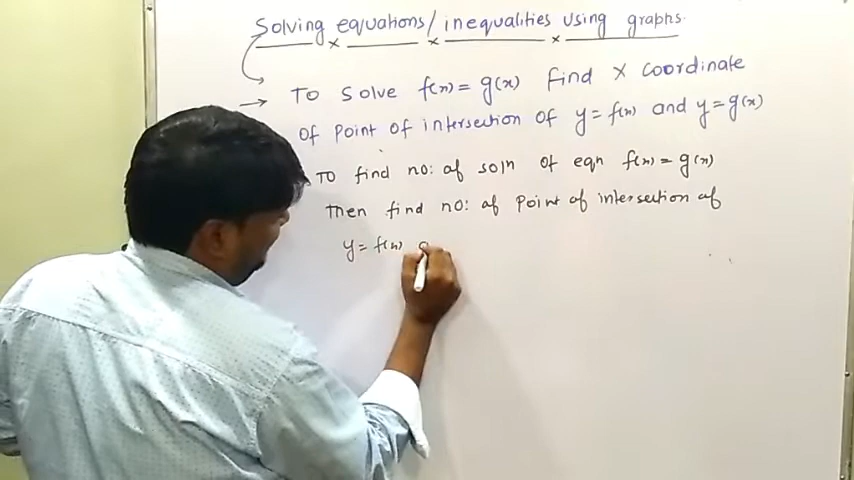 Solving equations/inequalities using graphs.
→ To solve f(x) = g(x) Find x coordinate
of point of intersection of y = f(x) and y = g(x)
To find no: of soln of eqn f(x) = g(x)
Then find no: of point of intersection of
y = f(x)